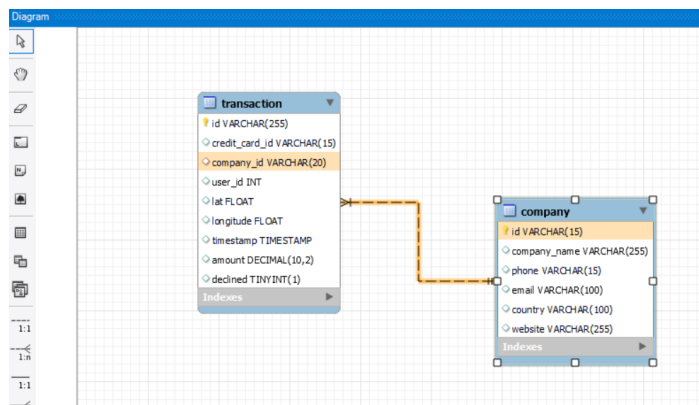 Diagram
transaction
id VARCHAR(255)
credit_card_id VARCHAR(15)
company_id VARCHAR(20)
user_id INT
lat FLOAT
longitude FLOAT
timestamp TIMESTAMP
amount DECIMAL(10,2)
declined TINYINT(1)
Indexes
company
id VARCHAR(15)
company_name VARCHAR(255)
phone VARCHAR(15)
email VARCHAR(100)
country VARCHAR(100)
website VARCHAR(255)
Indexes
1:1
1:n
1:1